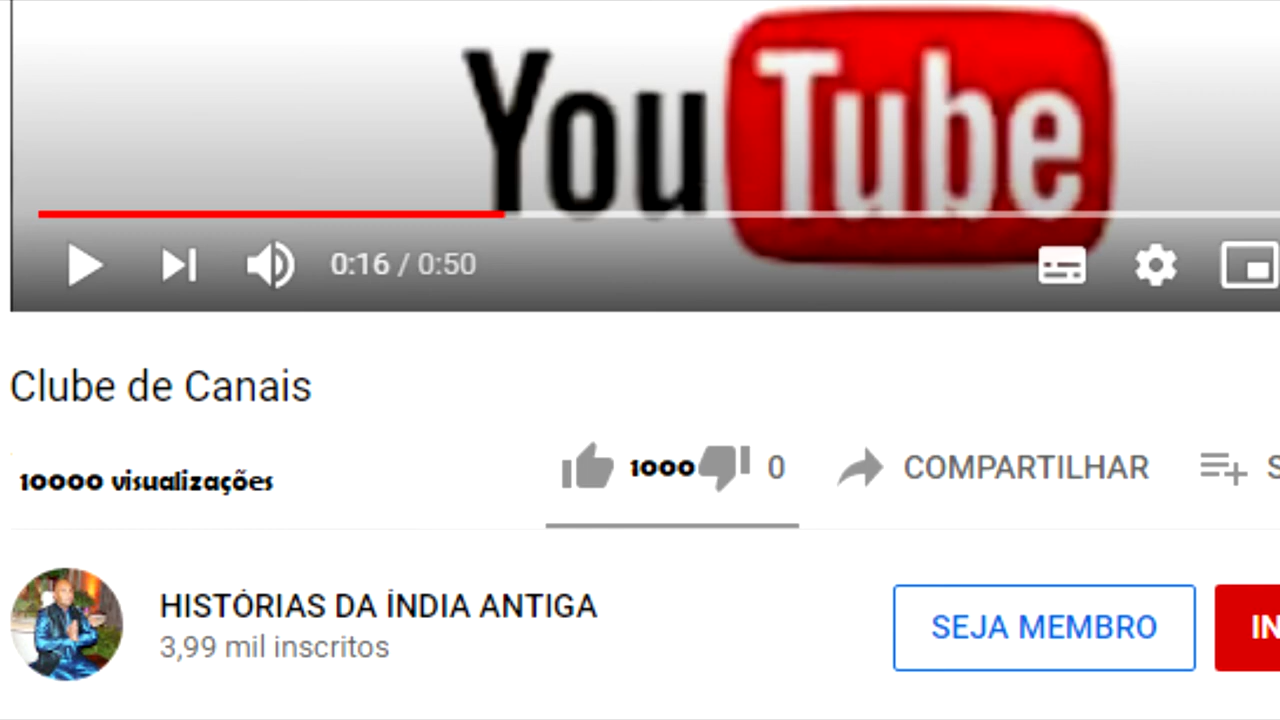 YouTube
0:16 / 0:50
Clube de Canais
10000 visualizações
1000 0 COMPARTILHAR S
HISTÓRIAS DA ÍNDIA ANTIGA
3,99 mil inscritos
SEJA MEMBRO IN